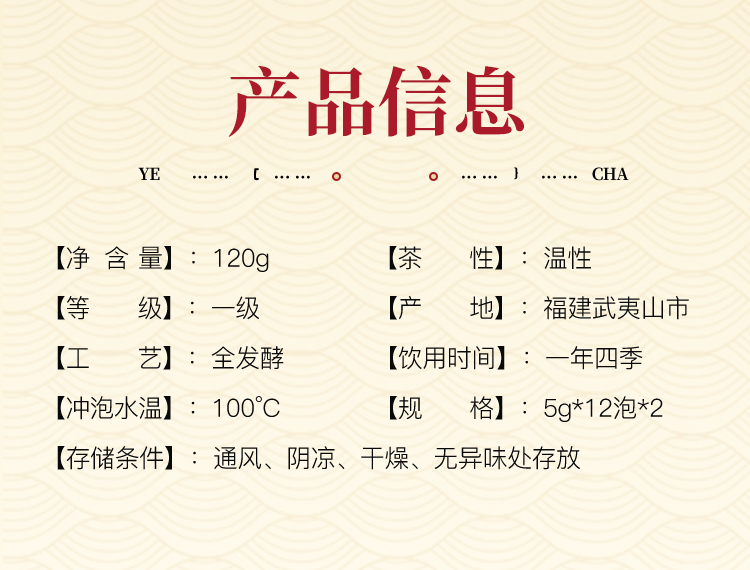 产品信息
YE …… 【 …… …… } …… CHA
【净含量】：120g 【茶性】：温性
【等级】：一级 【产地】：福建武夷山市
【工艺】：全发酵 【饮用时间】：一年四季
【冲泡水温】：100℃ 【规格】：5g*12泡*2
【存储条件】：通风、阴凉、干燥、无异味处存放